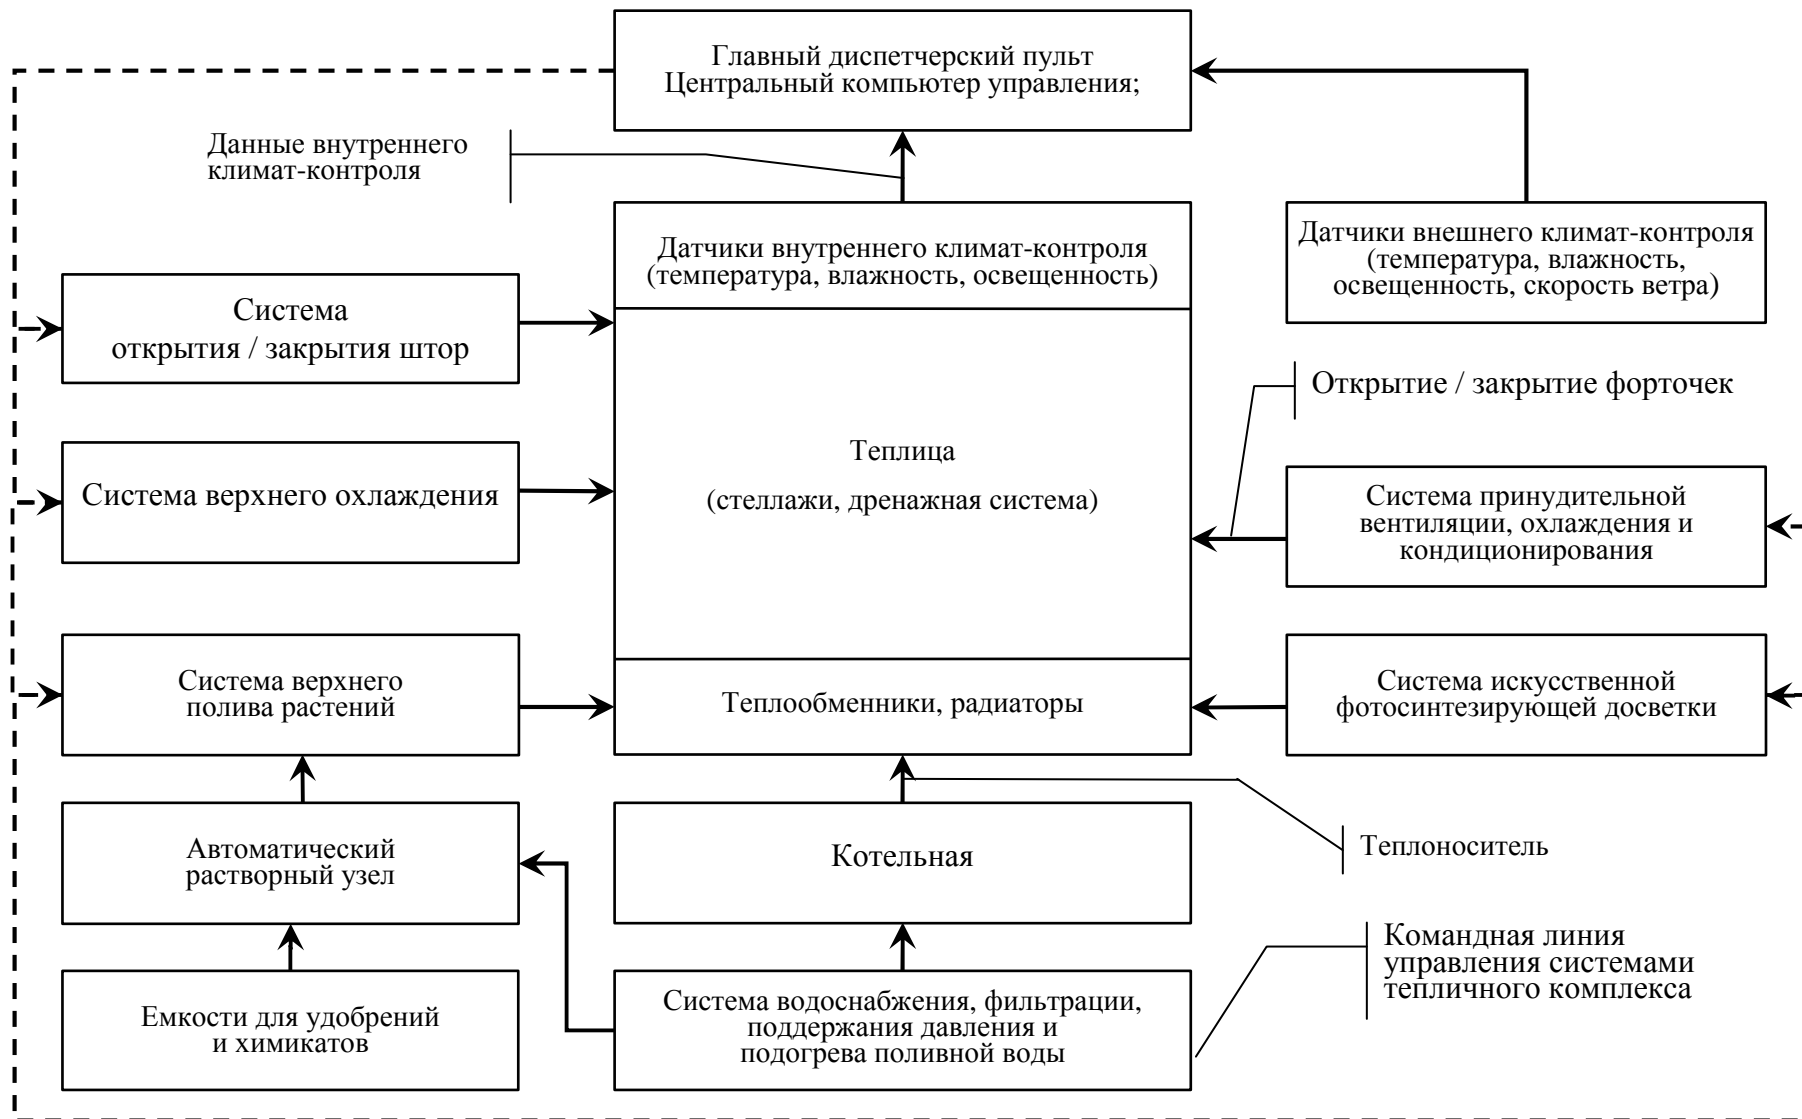 Главный диспетчерский пульт
Центральный компьютер управления;
Данные внутреннего
климат-контроля
Датчики внутреннего климат-контроля
(температура, влажность, освещенность)
Датчики внешнего климат-контроля
(температура, влажность,
освещенность, скорость ветра)
Система
открытия / закрытия штор
Открытие / закрытие форточек
Теплица
(стеллажи, дренажная система)
Система верхнего охлаждения
Система принудительной
вентиляции, охлаждения и
кондиционирования
Система верхнего
полива растений
Теплообменники, радиаторы
Система искусственной
фотосинтезирующей досветки
Автоматический
растворный узел
Котельная
Теплоноситель
Командная линия
управления системами
тепличного комплекса
Емкости для удобрений
и химикатов
Система водоснабжения, фильтрации,
поддержания давления и
подогрева поливной воды